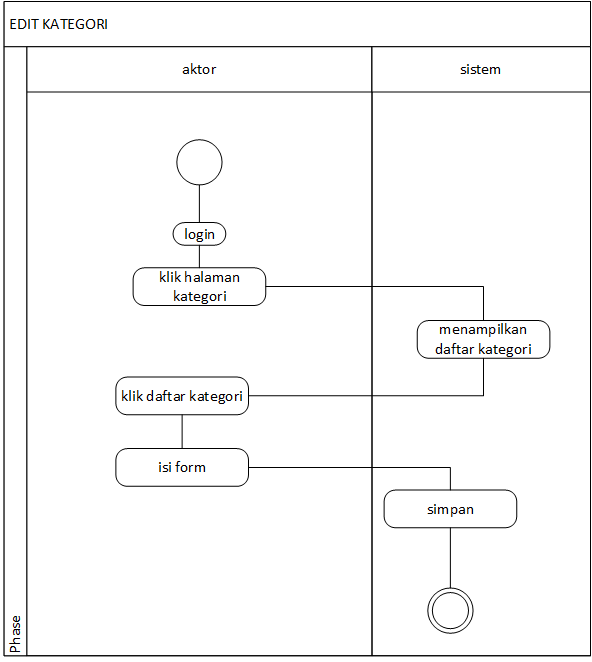 EDIT KATEGORI
aktor
sistem
login
klik halaman
kategori
menampilkan
daftar kategori
klik daftar kategori
isi form
simpan
Phase